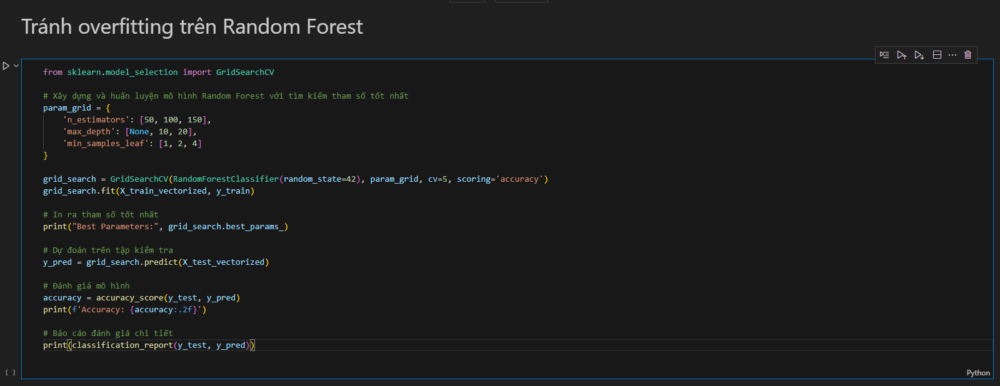 Tránh overfitting trên Random Forest
from sklearn.model_selection import GridSearchCV
# Xây dựng và huấn luyện mô hình Random Forest với tìm kiếm tham số tốt nhất
param_grid = {
    'n_estimators': [50, 100, 150],
    'max_depth': [None, 10, 20],
    'min_samples_leaf': [1, 2, 4]
}
grid_search = GridSearchCV(RandomForestClassifier(random_state=42), param_grid, cv=5, scoring='accuracy')
grid_search.fit(X_train_vectorized, y_train)
# In ra tham số tốt nhất
print("Best Parameters:", grid_search.best_params_)
# Dự đoán trên tập kiểm tra
y_pred = grid_search.predict(X_test_vectorized)
# Đánh giá mô hình
accuracy = accuracy_score(y_test, y_pred)
print(f'Accuracy: {accuracy:.2f}')
# Báo cáo đánh giá chi tiết
print(classification_report(y_test, y_pred))
[ ]
Python